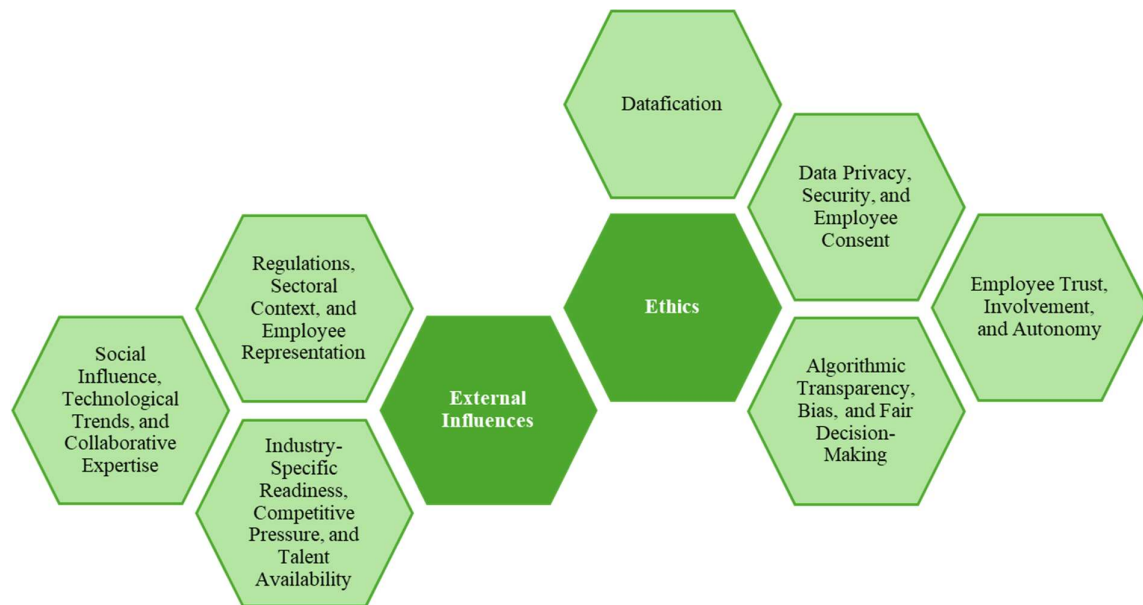 Datafication
Data Privacy,
Security, and
Employee
Consent
Regulations,
Sectoral
Context, and
Employee
Representation
Ethics
Employee Trust,
Involvement,
and Autonomy
Social
Influence,
Technological
Trends, and
Collaborative
Expertise
External
Influences
Algorithmic
Transparency,
Bias, and Fair
Decision-
Making
Industry-
Specific
Readiness,
Competitive
Pressure, and
Talent
Availability